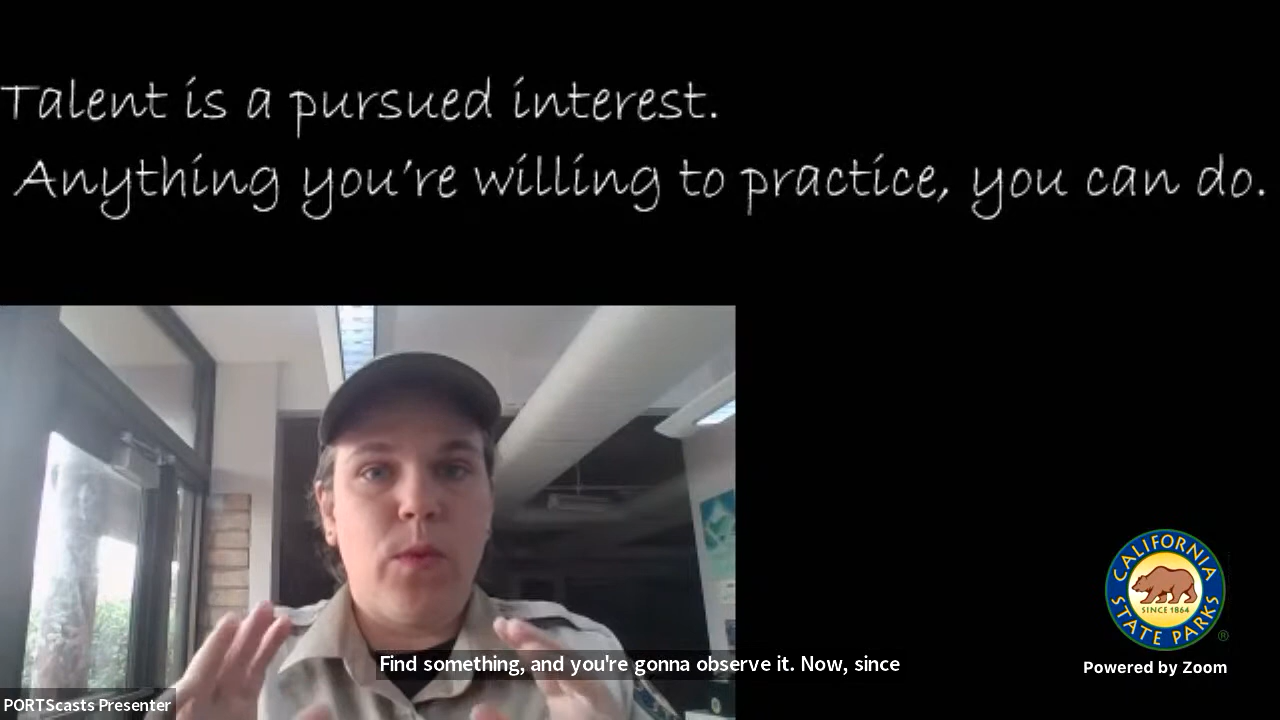 Talent is a pursued interest.
Anything you're willing to practice, you can do.
CALIFORNIA
SINCE 1864
STATE PARKS
®
Powered by Zoom
Find something, and you're gonna observe it. Now, since
PORTScasts Presenter